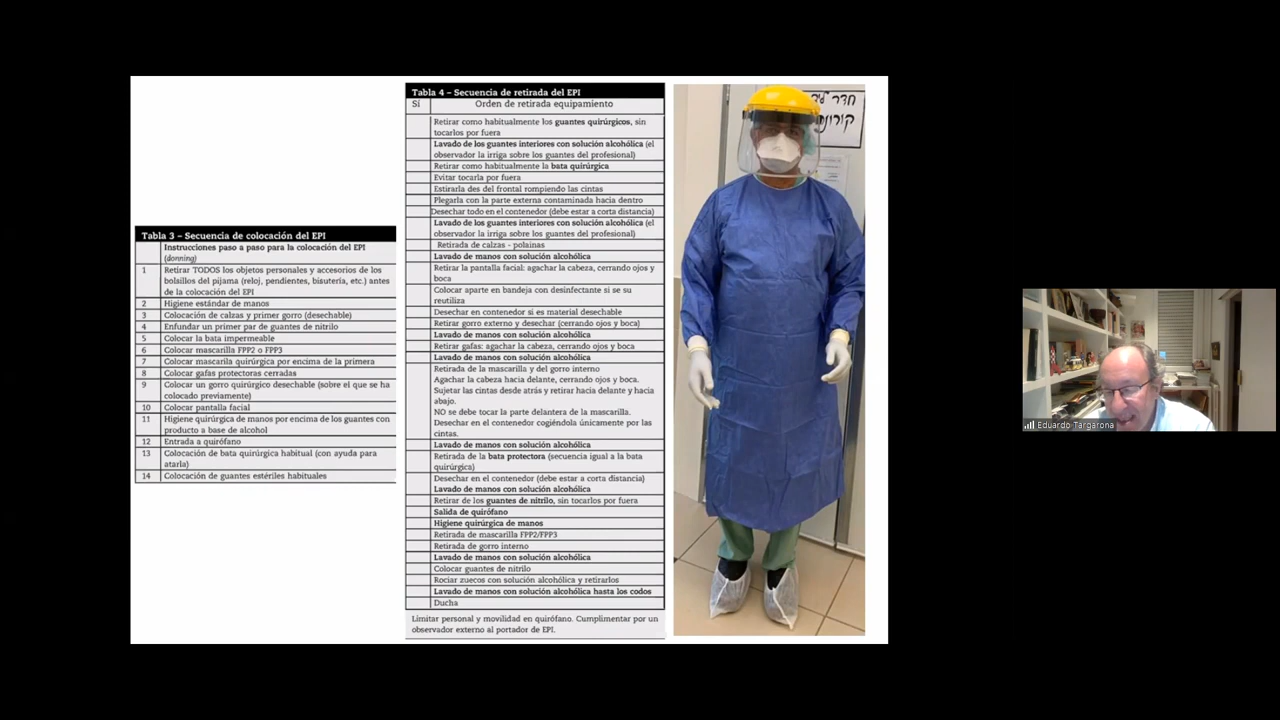 Tabla 3 – Secuencia de colocación del EPI
Instrucciones paso a paso para la colocación del EPI
(donning)
1 Retirar TODOS los objetos personales y accesorios de los
bolsillos del pijama (reloj, pendientes, bisutería, etc.) antes
de la colocación del EPI
2 Higiene estándar de manos
3 Colocación de calzas y primer gorro (desechable)
4 Enfundar un primer par de guantes de nitrilo
5 Colocar la bata impermeable
6 Colocar mascarilla FPP2 o FPP3
7 Colocar mascarila quirúrgica por encima de la primera
8 Colocar gafas protectoras cerradas
9 Colocar un gorro quirúrgico desechable (sobre el que se ha
colocado previamente)
10 Colocar pantalla facial
11 Higiene quirúrgica de manos por encima de los guantes con
producto a base de alcohol
12 Entrada a quirófano
13 Colocación de bata quirúrgica habitual (con ayuda para
atarla)
14 Colocación de guantes estériles habituales
Tabla 4 – Secuencia de retirada del EPI
Sí Orden de retirada equipamiento
Retirar como habitualmente los guantes quirúrgicos, sin
tocarlos por fuera
Lavado de los guantes interiores con solución alcohólica (el
observador la irriga sobre los guantes del profesional)
Retirar como habitualmente la bata quirúrgica
Evitar tocarla por fuera
Estirarla des del frontal rompiendo las cintas
Plegarla con la parte externa contaminada hacia dentro
Desechar todo en el contenedor (debe estar a corta distancia)
Lavado de los guantes interiores con solución alcohólica (el
observador la irriga sobre los guantes del profesional)
Retirada de calzas - polainas
Lavado de manos con solución alcohólica
Retirar la pantalla facial: agachar la cabeza, cerrando ojos y
boca
Colocar aparte en bandeja con desinfectante si se su
reutiliza
Desechar en contenedor si es material desechable
Retirar gorro externo y desechar (cerrando ojos y boca)
Lavado de manos con solución alcohólica
Retirar gafas: agachar la cabeza, cerrando ojos y boca
Lavado de manos con solución alcohólica
Retirada de la mascarilla y del gorro interno
Agachar la cabeza hacia delante, cerrando ojos y boca.
Sujetar las cintas desde atrás y retirar hacia delante y hacia
abajo.
NO se debe tocar la parte delantera de la mascarilla.
Desechar en el contenedor cogiéndola únicamente por las
cintas.
Lavado de manos con solución alcohólica
Retirada de la bata protectora (secuencia igual a la bata
quirúrgica)
Desechar en el contenedor (debe estar a corta distancia)
Lavado de manos con solución alcohólica
Retirar de los guantes de nitrilo, sin tocarlos por fuera
Salida de quirófano
Higiene quirúrgica de manos
Retirada de mascarilla FPP2/FPP3
Retirada de gorro interno
Lavado de manos con solución alcohólica
Colocar guantes de nitrilo
Rociar zuecos con solución alcohólica y retirarlos
Lavado de manos con solución alcohólica hasta los codos
Ducha
Limitar personal y movilidad en quirófano. Cumplimentar por un
observador externo al portador de EPI.
חדר
Eduardo Targarona